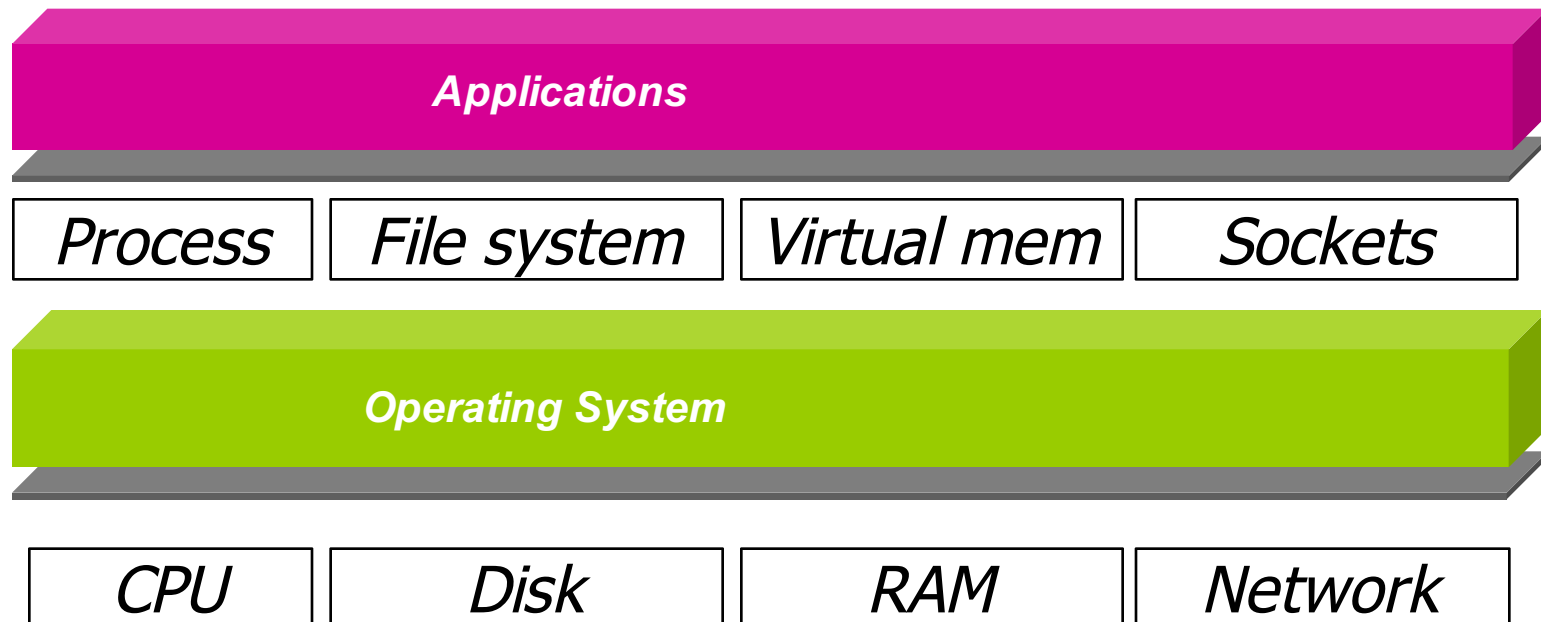 Applications
Process File system Virtual mem Sockets
Operating System
CPU Disk RAM Network